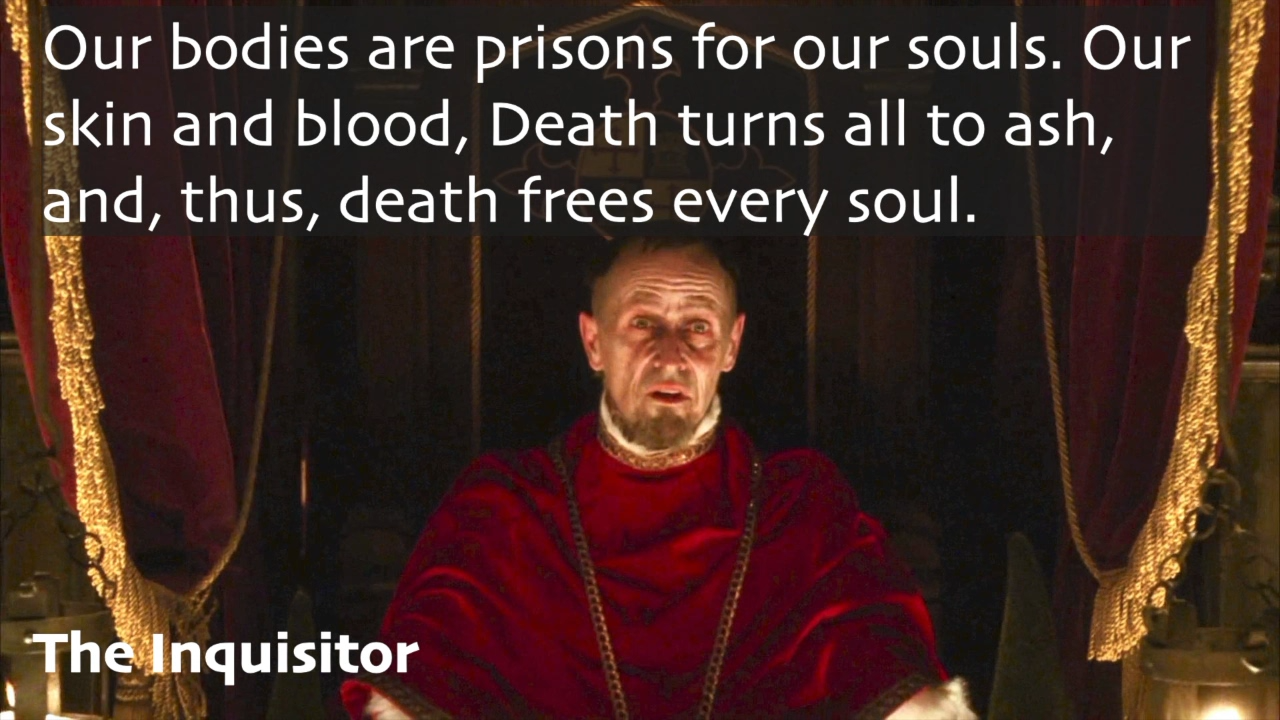 Our bodies are prisons for our souls. Our
skin and blood, Death turns all to ash,
and, thus, death frees every soul.
The Inquisitor